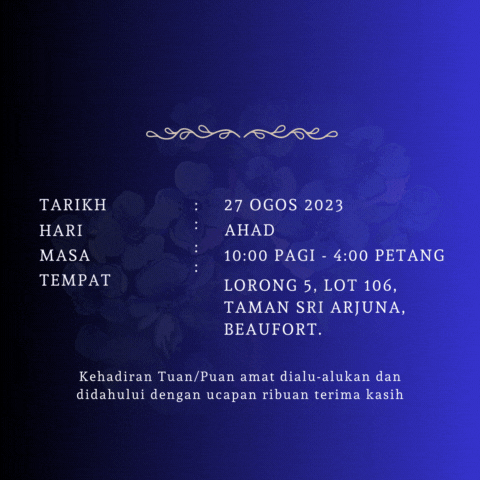 TARIKH : 27 OGOS 2023
HARI : AHAD
MASA : 10:00 PAGI - 4:00 PETANG
TEMPAT : LORONG 5, LOT 106,
TAMAN SRI ARJUNA,
BEAUFORT.
Kehadiran Tuan/Puan amat dialu-alukan dan
didahului dengan ucapan ribuan terima kasih